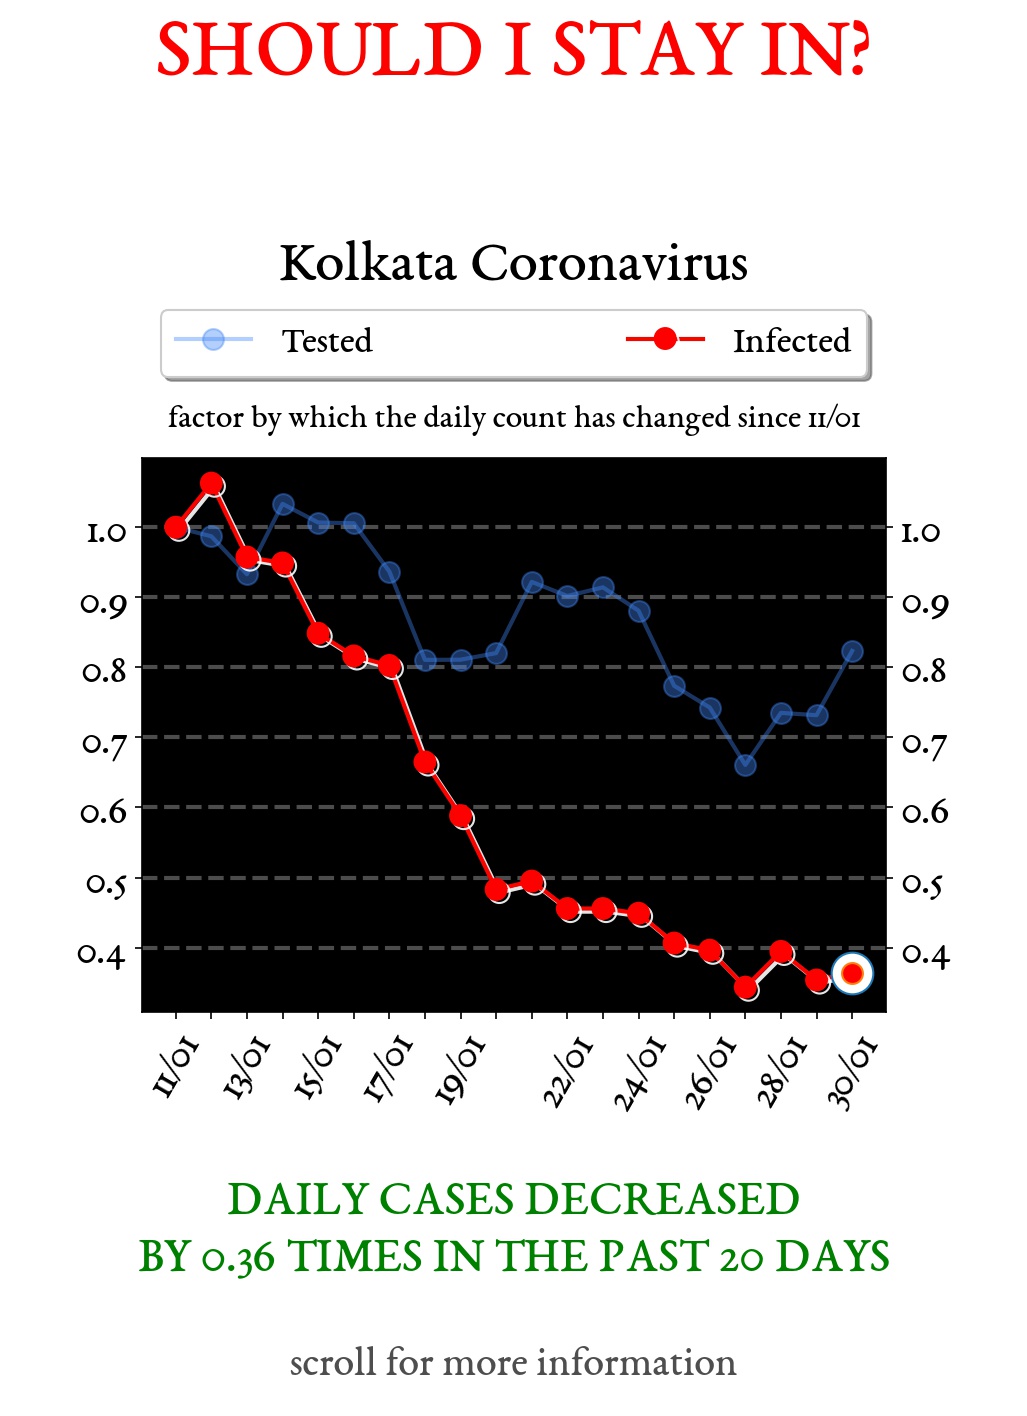 SHOULD I STAY IN?
Kolkata Coronavirus
Tested
Infected
factor by which the daily count has changed since 11/01
1.0 1.0
0.9 0.9
0.8 0.8
0.7 0.7
0.6 0.6
0.5 0.5
0.4 0.4
11/01 13/01 15/01 17/01 19/01 22/01 24/01 26/01 28/01 30/01
DAILY CASES DECREASED
BY 0.36 TIMES IN THE PAST 20 DAYS
scroll for more information